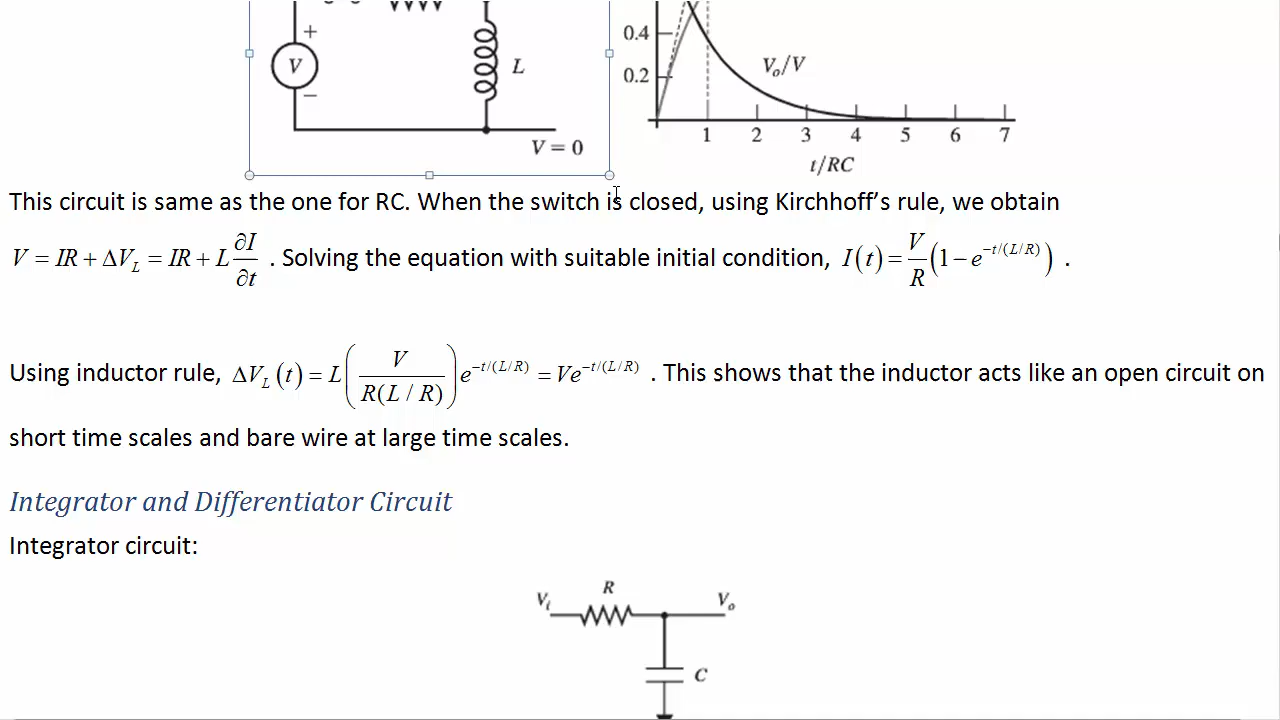 +
V
−
L
V = 0
0.4
0.2
Vₒ/V
1 2 3 4 5 6 7
t/RC
This circuit is same as the one for RC. When the switch is closed, using Kirchhoff’s rule, we obtain
V = IR + ΔV_L = IR + L ∂I/∂t . Solving the equation with suitable initial condition, I(t) = V/R (1 − e^{−t/(L/R)}) .
Using inductor rule, ΔV_L(t) = L(V/R(L/R)) e^{−t/(L/R)} = Ve^{−t/(L/R)} . This shows that the inductor acts like an open circuit on
short time scales and bare wire at large time scales.
Integrator and Differentiator Circuit
Integrator circuit:
R
Vᵢ Vₒ
C